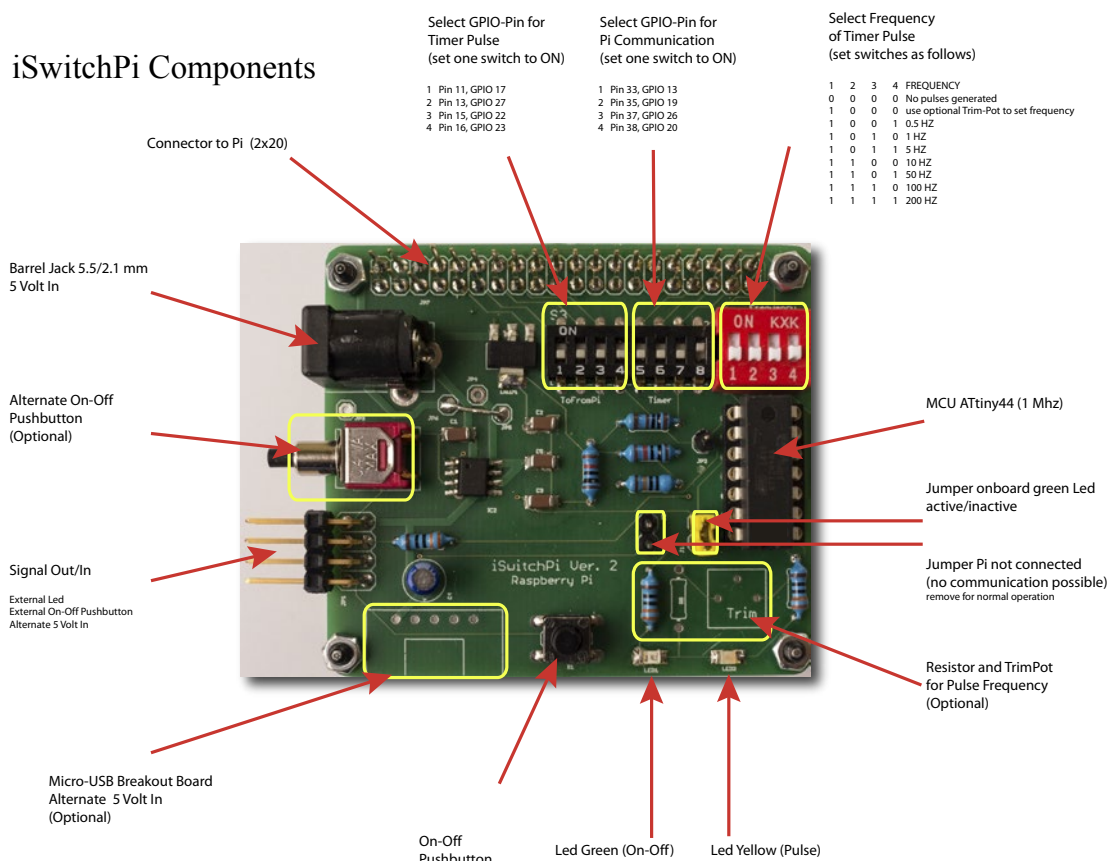 iSwitchPi Components
Select GPIO-Pin for
Timer Pulse
(set one switch to ON)
1 Pin 11, GPIO 17
2 Pin 13, GPIO 27
3 Pin 15, GPIO 22
4 Pin 16, GPIO 23
Select GPIO-Pin for
Pi Communication
(set one switch to ON)
1 Pin 33, GPIO 13
2 Pin 35, GPIO 19
3 Pin 37, GPIO 26
4 Pin 38, GPIO 20
Select Frequency
of Timer Pulse
(set switches as follows)
1 2 3 4 FREQUENCY
0 0 0 0 No pulses generated
1 0 0 0 use optional Trim-Pot to set frequency
1 0 0 1 0.5 HZ
1 0 1 0 1 HZ
1 0 1 1 5 HZ
1 1 0 0 10 HZ
1 1 0 1 50 HZ
1 1 1 0 100 HZ
1 1 1 1 200 HZ
Connector to Pi (2x20)
Barrel Jack 5.5/2.1 mm
5 Volt In
Alternate On-Off
Pushbutton
(Optional)
Signal Out/In
External Led
External On-Off Pushbutton
Alternate 5 Volt In
Micro-USB Breakout Board
Alternate 5 Volt In
(Optional)
On-Off
Pushbutton
Led Green (On-Off)
Led Yellow (Pulse)
MCU ATtiny44 (1 Mhz)
Jumper onboard green Led
active/inactive
Jumper Pi not connected
(no communication possible)
remove for normal operation
Resistor and TrimPot
for Pulse Frequency
(Optional)
S3
ON
1 2 3 4
5 6 7 8
ToFromPi
Timer
ON KXK
1 2 3 4
iSwitchPi Ver. 2
Raspberry Pi
Trim
LED1